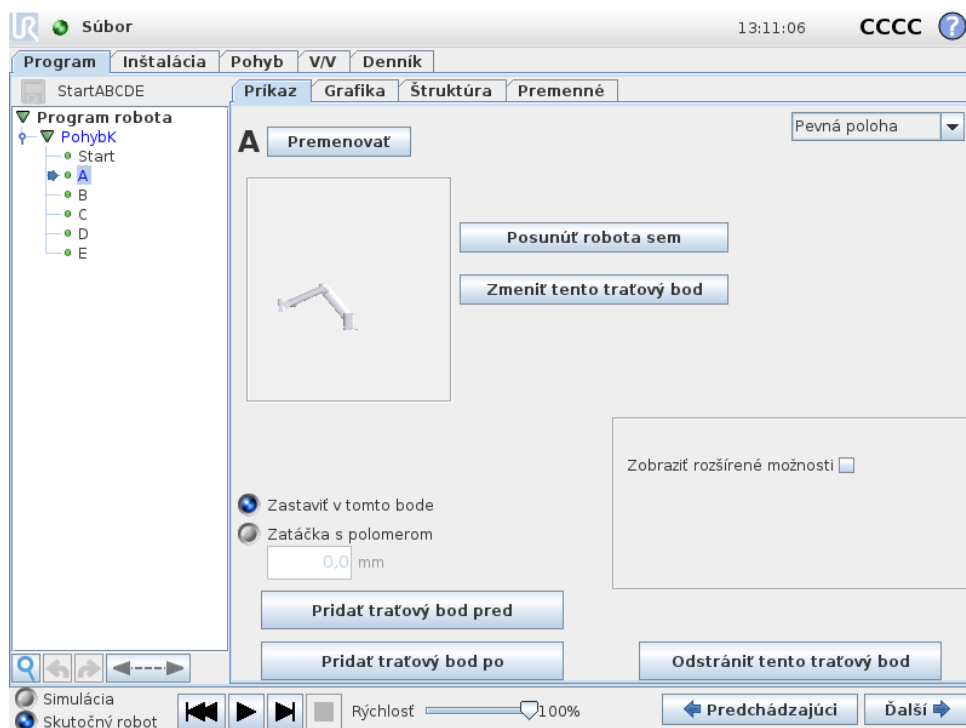 UR Súbor 13:11:06 CCCC ?
Program Inštalácia Pohyb V/V Denník
StartABCDE
Príkaz Grafika Štruktúra Premenné
Program robota
PohybK
Start
A
B
C
D
E
A Premenovať
Pevná poloha
Posunúť robota sem
Zmeniť tento traťový bod
Zobraziť rozšírené možnosti
Zastaviť v tomto bode
Zatáčka s polomerom
0,0 mm
Pridať traťový bod pred
Pridať traťový bod po
Odstrániť tento traťový bod
Simulácia
Skutočný robot
Rýchlosť 100%
Predchádzajúci
Ďalší